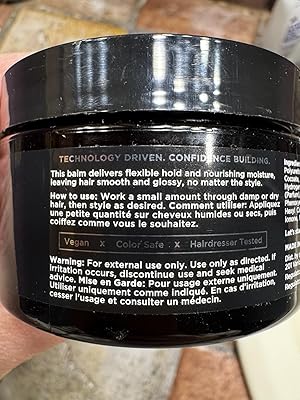 TECHNOLOGY DRIVEN. CONFIDENCE BUILDING.
This balm delivers flexible hold and nourishing moisture,
leaving hair smooth and glossy, no matter the style.
How to use: Work a small amount through damp or dry
hair, then style as desired. Comment utiliser: Appliquez
une petite quantité sur cheveux humides ou secs, puis
coiffez comme vous le souhaitez.
Vegan x Color Safe x Hairdresser Tested
Warning: For external use only. Use only as directed. If
irritation occurs, discontinue use and seek medical
advice. Mise en Garde: Pour usage externe uniquement.
Utiliser uniquement comme indiqué. En cas d'irritation,
cesser l'usage et consulter un médecin.